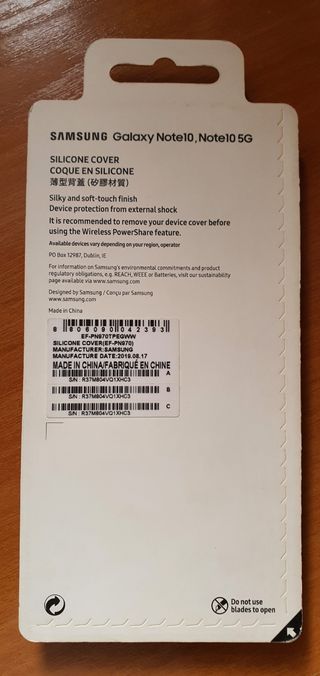 SAMSUNG Galaxy Note10, Note10 5G
SILICONE COVER
COQUE EN SILICONE
薄型背蓋 (矽膠材質)
Silky and soft-touch finish
Device protection from external shock
It is recommended to remove your device cover before
using the Wireless PowerShare feature.
Available devices vary depending on your region, operator
PO Box 12987, Dublin, IE
For information on Samsung's environmental commitments and product
regulatory obligations, e.g. REACH, WEEE or Batteries, visit our sustainability
page available via www.samsung.com
Designed by Samsung / Conçu par Samsung
www.samsung.com
Made in China
8 806090 042393
EF-PN970TPEGWW
SILICONE COVER(EF-PN970)
MANUFACTURER:SAMSUNG
MANUFACTURE DATE:2019.08.17
MADE IN CHINA/FABRIQUÉ EN CHINE
A
S/N : R37M804VQ1XHC3
B
S/N : R37M804VQ1XHC3
C
S/N : R37M804VQ1XHC3
Do not use
blades to open